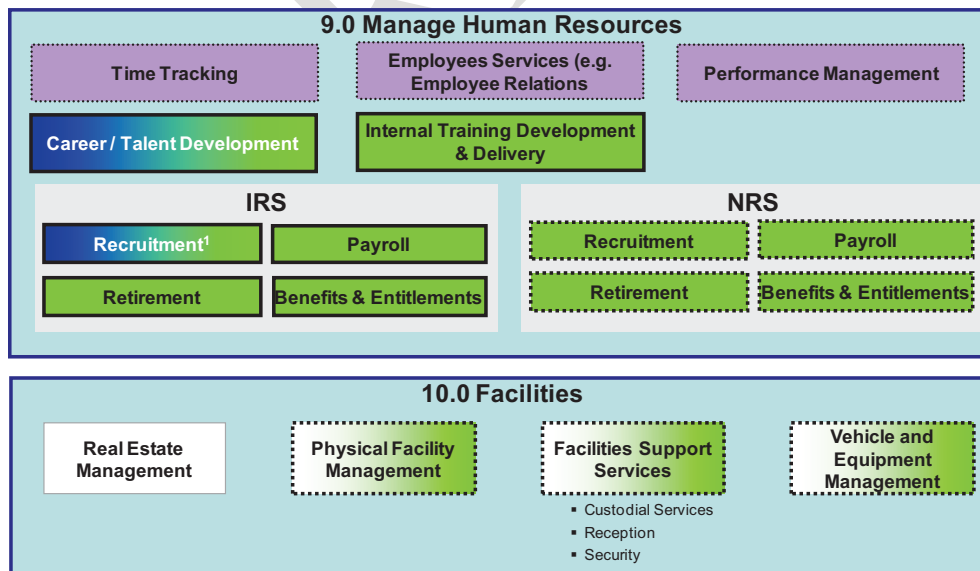 9.0 Manage Human Resources
Time Tracking
Employees Services (e.g.
Employee Relations
Performance Management
Career / Talent Development
Internal Training Development
& Delivery
IRS
Recruitment¹
Payroll
Retirement
Benefits & Entitlements
NRS
Recruitment
Payroll
Retirement
Benefits & Entitlements
10.0 Facilities
Real Estate
Management
Physical Facility
Management
Facilities Support
Services
▪ Custodial Services
▪ Reception
▪ Security
Vehicle and
Equipment
Management